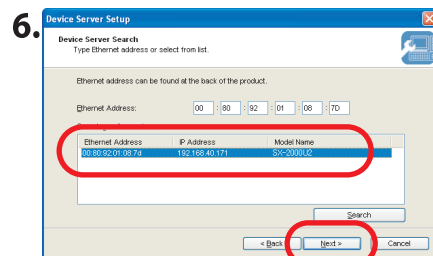 6.
Device Server Setup
Device Server Search
Type Ethernet address or select from list.
Ethernet address can be found at the back of the product.
Ethernet Address: 00 : 80 : 92 : 01 : 08 : 7D
Ethernet Address IP Address Model Name
00:80:92:01:08:7d 192.168.40.171 SX-2000U2
Search
< Back Next > Cancel